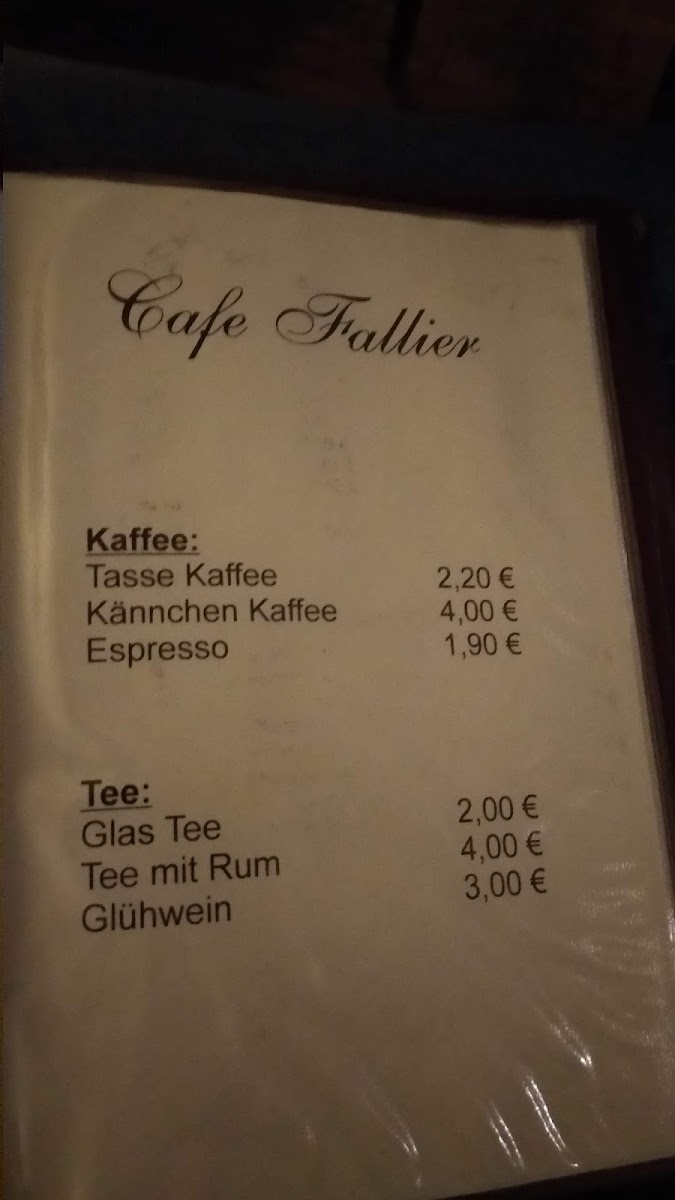 Cafe Fallier
Kaffee:
Tasse Kaffee 2,20 €
Kännchen Kaffee 4,00 €
Espresso 1,90 €
Tee:
Glas Tee 2,00 €
Tee mit Rum 4,00 €
Glühwein 3,00 €